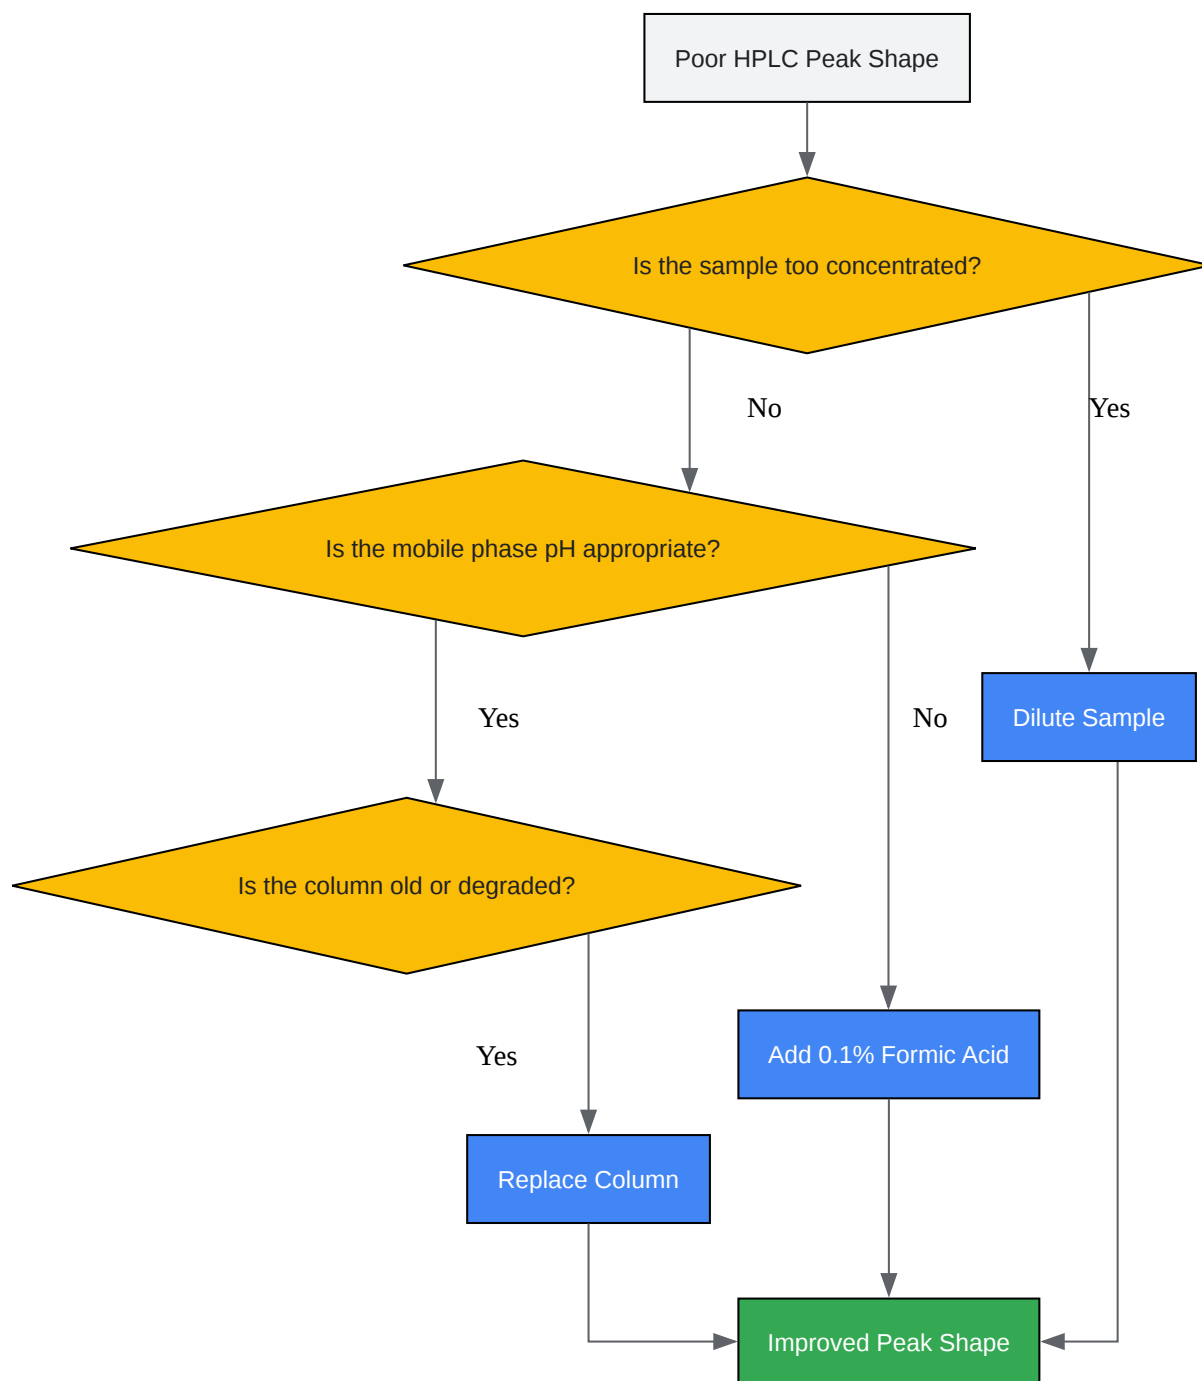 Poor HPLC Peak Shape
Is the sample too concentrated?
No
Yes
Is the mobile phase pH appropriate?
Yes
No
Dilute Sample
Is the column old or degraded?
Yes
Add 0.1% Formic Acid
Replace Column
Improved Peak Shape